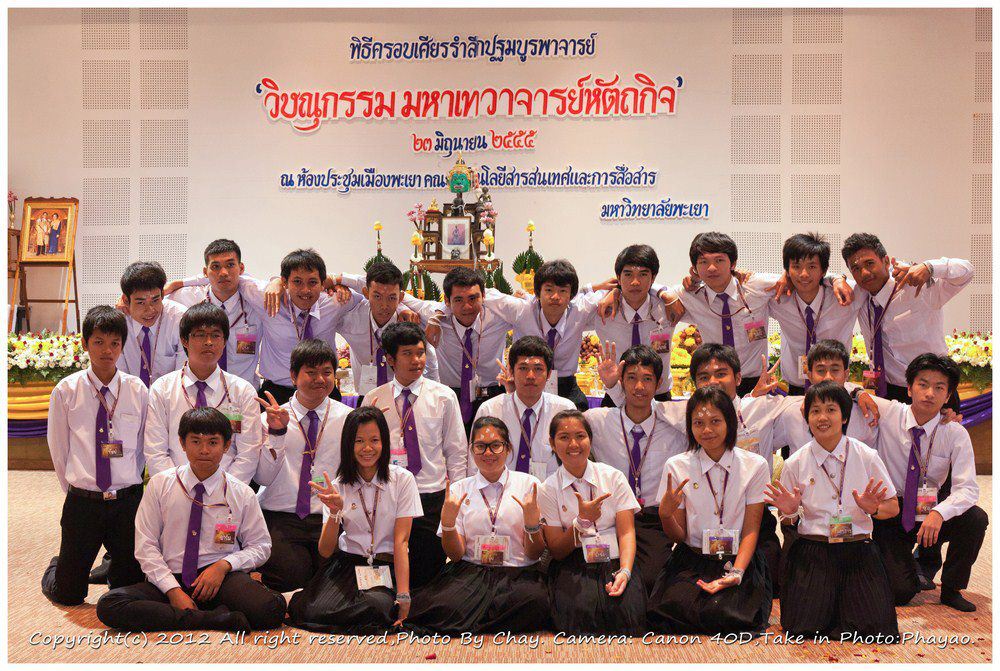 พิธีครอบเศียรรำลึกปฐมบูรพาจารย์
'วิษณุกรรม มหาเทวาจารย์หัตถกิจ'
๒๓ มิถุนายน ๒๕๕๕
ณ ห้องประชุมเมืองพะเยา คณะ โลยีสารสนเทศและการสื่อสาร
มหาวิทยาลัยพะเยา
Copyright(c) 2012 All right reserved,Photo By Chay. Camera: Canon 40D,Take in Photo:Phayao.